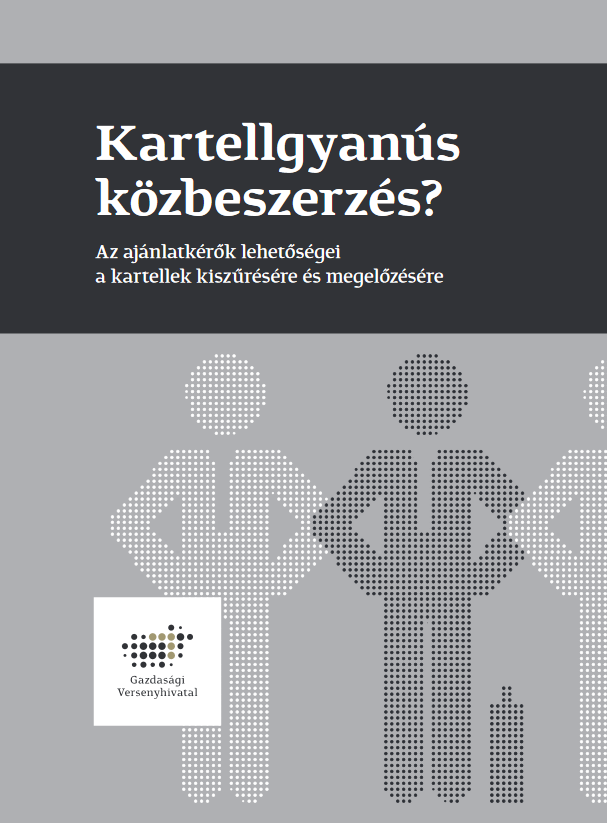 Kartellgyanús
közbeszerzés?
Az ajánlatkérők lehetőségei
a kartellek kiszűrésére és megelőzésére
Gazdasági
Versenyhivatal